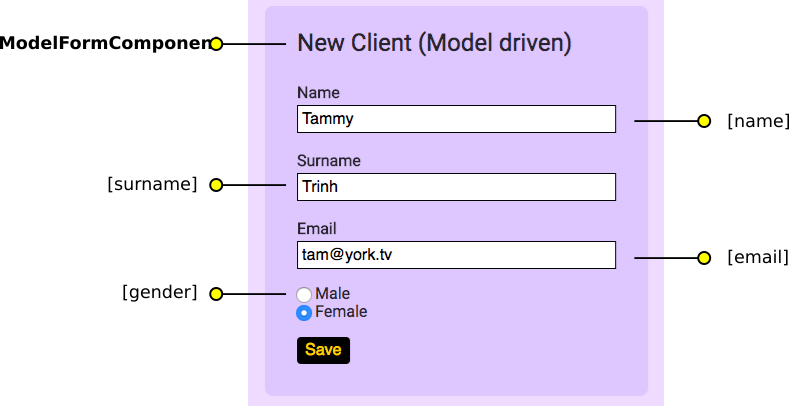 ModelFormComponen
New Client (Model driven)
Name
Tammy
[name]
Surname
[surname]
Trinh
Email
tam@york.tv
[email]
[gender]
Male
Female
Save